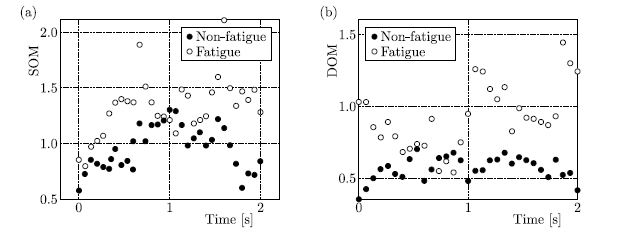 (a)
2.0
1.5
1.0
0.5
SOM
Non-fatigue
Fatigue
0
1
2
Time [s]
(b)
1.5
1.0
0.5
DOM
Non-fatigue
Fatigue
0
1
2
Time [s]